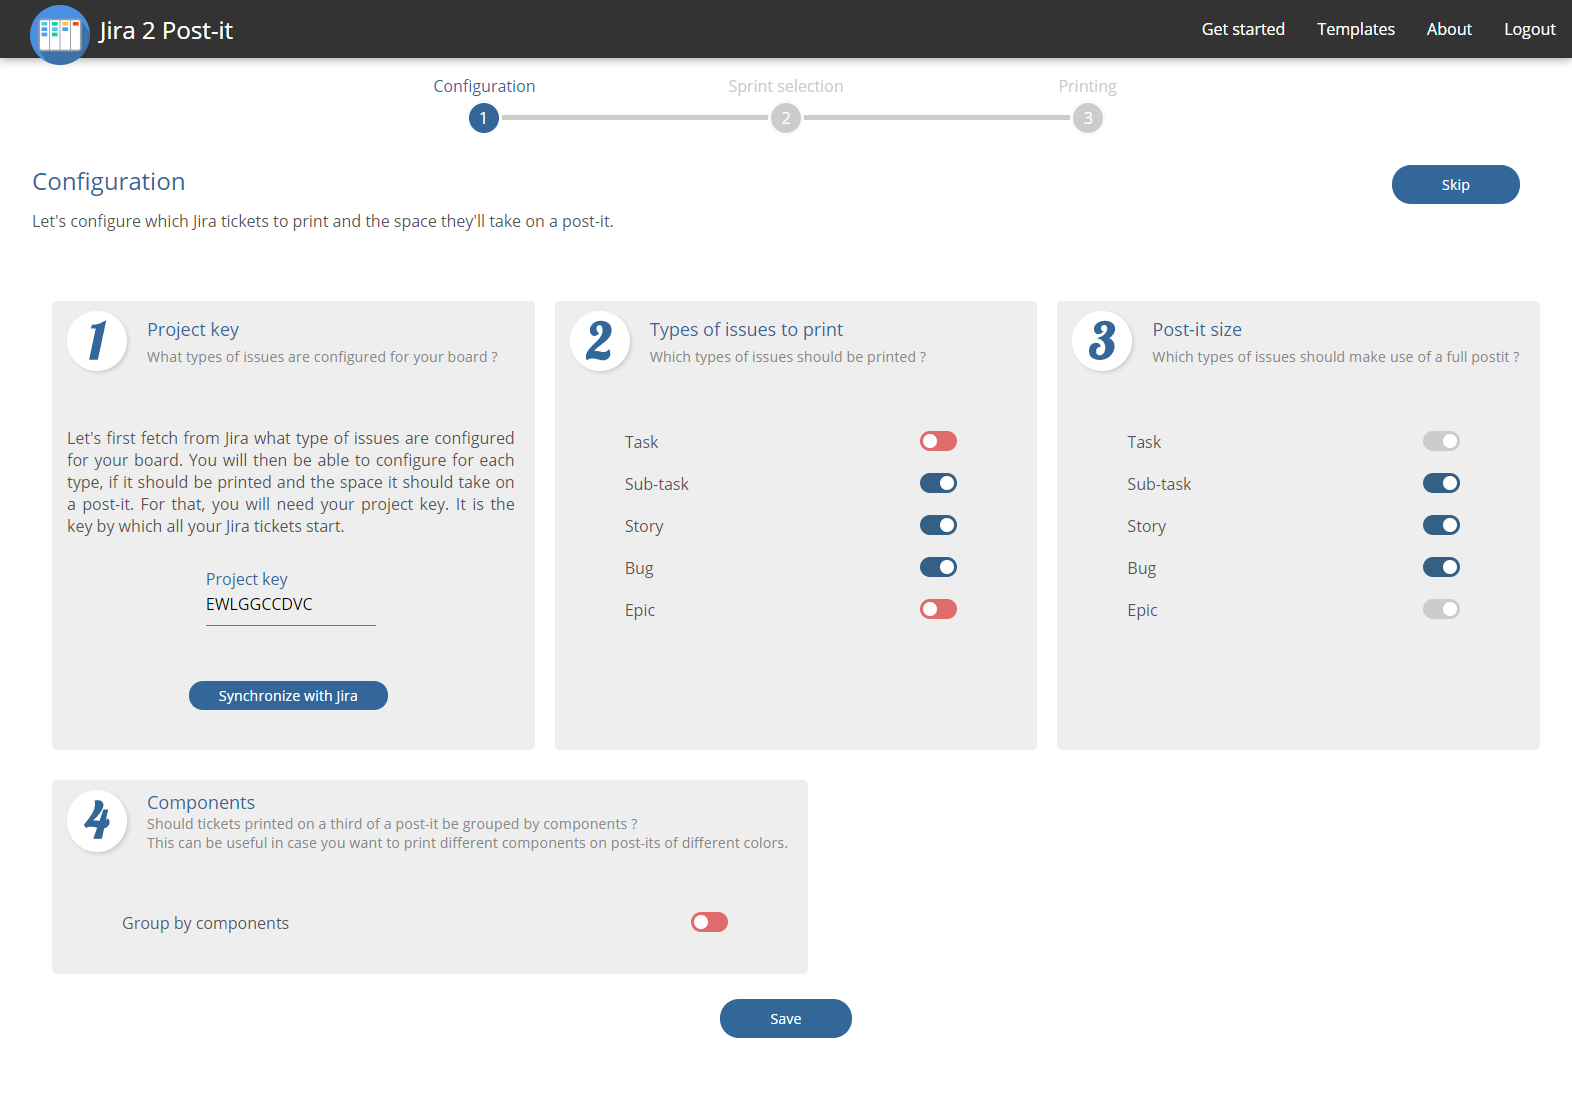 Jira 2 Post-it
Get started
Templates
About
Logout
Configuration
Sprint selection
Printing
1
2
3
Configuration
Skip
Let's configure which Jira tickets to print and the space they'll take on a post-it.
1
Project key
What types of issues are configured for your board ?
Let's first fetch from Jira what type of issues are configured
for your board. You will then be able to configure for each
type, if it should be printed and the space it should take on
a post-it. For that, you will need your project key. It is the
key by which all your Jira tickets start.
Project key
EWLGGCCDVC
Synchronize with Jira
2
Types of issues to print
Which types of issues should be printed ?
Task
Sub-task
Story
Bug
Epic
3
Post-it size
Which types of issues should make use of a full postit ?
Task
Sub-task
Story
Bug
Epic
4
Components
Should tickets printed on a third of a post-it be grouped by components ?
This can be useful in case you want to print different components on post-its of different colors.
Group by components
Save